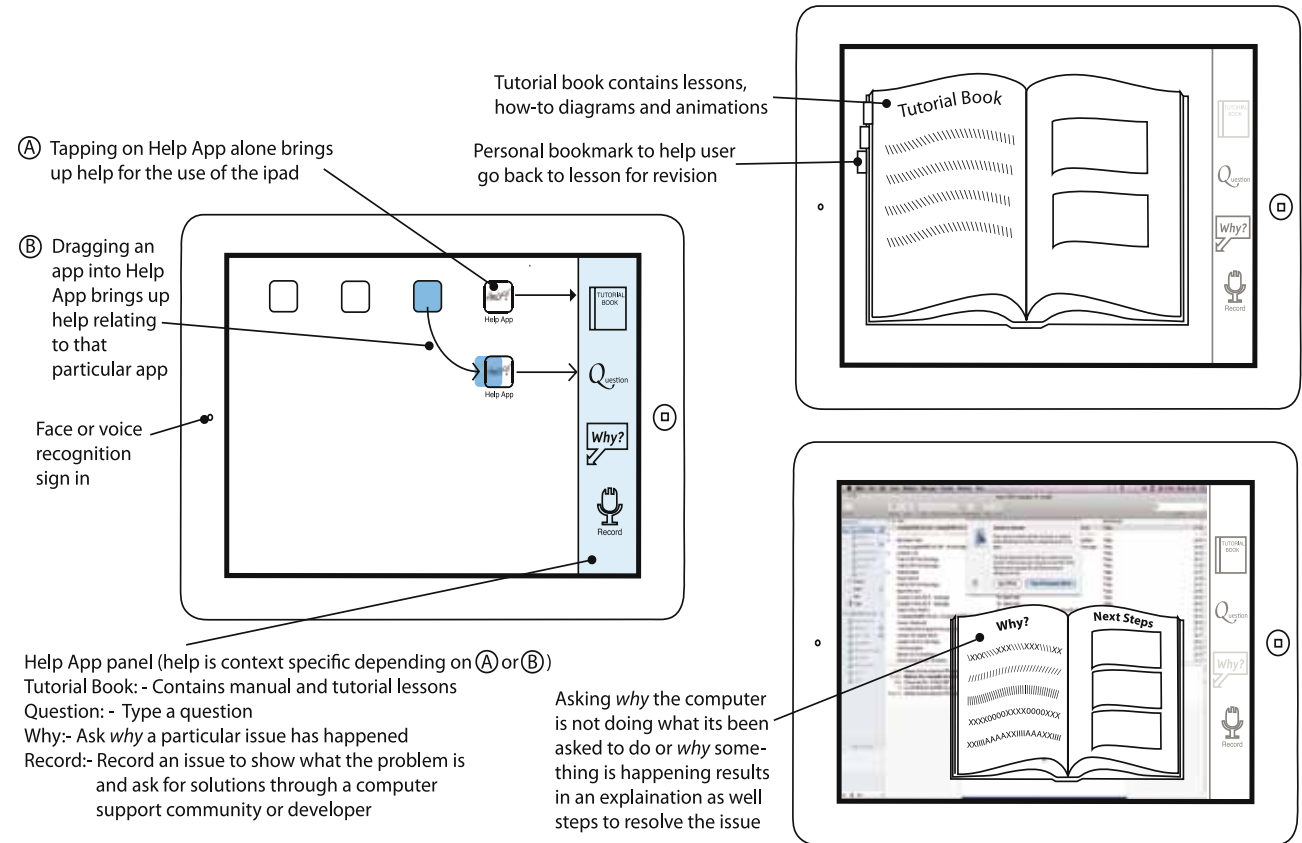 Tutorial book contains lessons,
how-to diagrams and animations
Personal bookmark to help user
go back to lesson for revision
Ⓐ Tapping on Help App alone brings
up help for the use of the ipad
Ⓑ Dragging an
app into Help
App brings up
help relating
to that
particular app
Face or voice
recognition
sign in
Help App
Help App
TUTORIAL
BOOK
Question
Why?
Record
Tutorial Book
TUTORIAL
BOOK
Question
Why?
Record
Help App panel (help is context specific depending on Ⓐ or Ⓑ)
Tutorial Book: - Contains manual and tutorial lessons
Question: - Type a question
Why:- Ask why a particular issue has happened
Record:- Record an issue to show what the problem is
and ask for solutions through a computer
support community or developer
Asking why the computer
is not doing what its been
asked to do or why some-
thing is happening results
in an explaination as well
steps to resolve the issue
Why?
Next Steps
TUTORIAL
BOOK
Question
Why?
Record